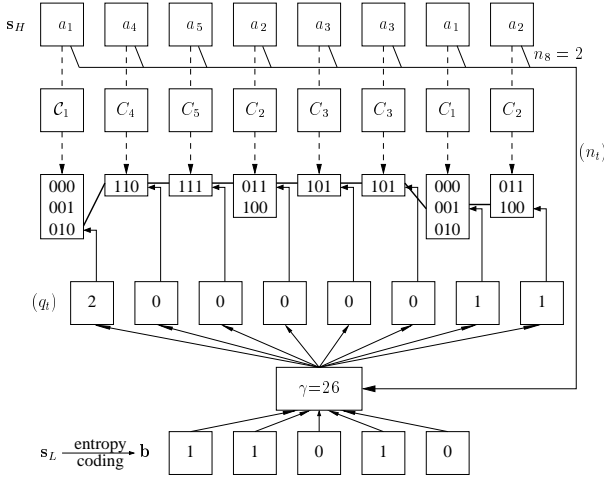 s_H a_1 a_4 a_5 a_2 a_3 a_3 a_1 a_2
n_8 = 2
C_1 C_4 C_5 C_2 C_3 C_3 C_1 C_2
(n_t)
000 110 111 011 101 101 000 011
001 100 001 100
010 010
(q_t) 2 0 0 0 0 0 1 1
γ=26
s_L entropy coding b 1 1 0 1 0